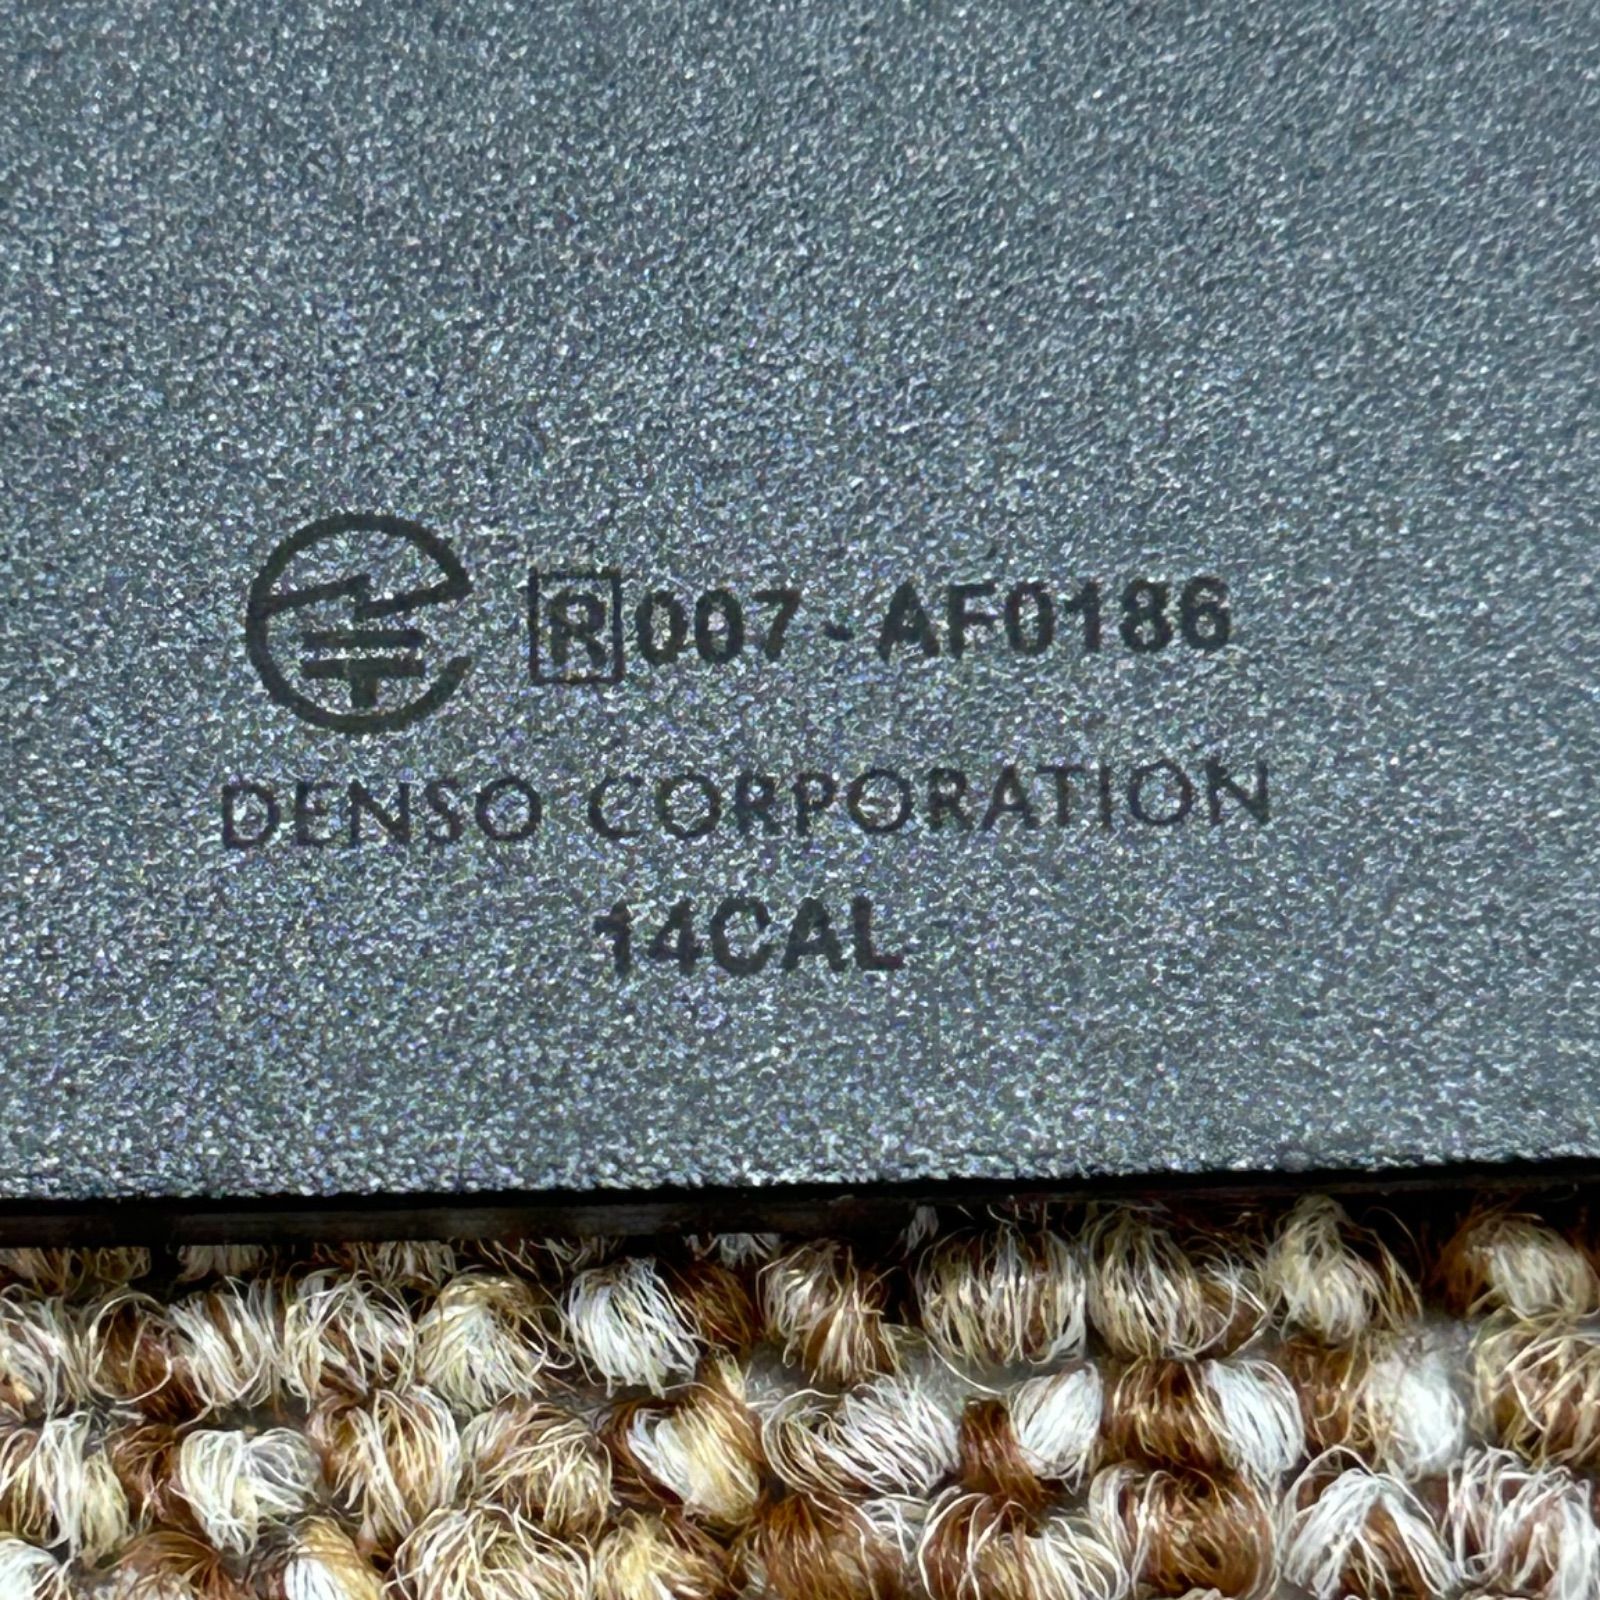 R 007-AF0186
DENSO CORPORATION
14CAL